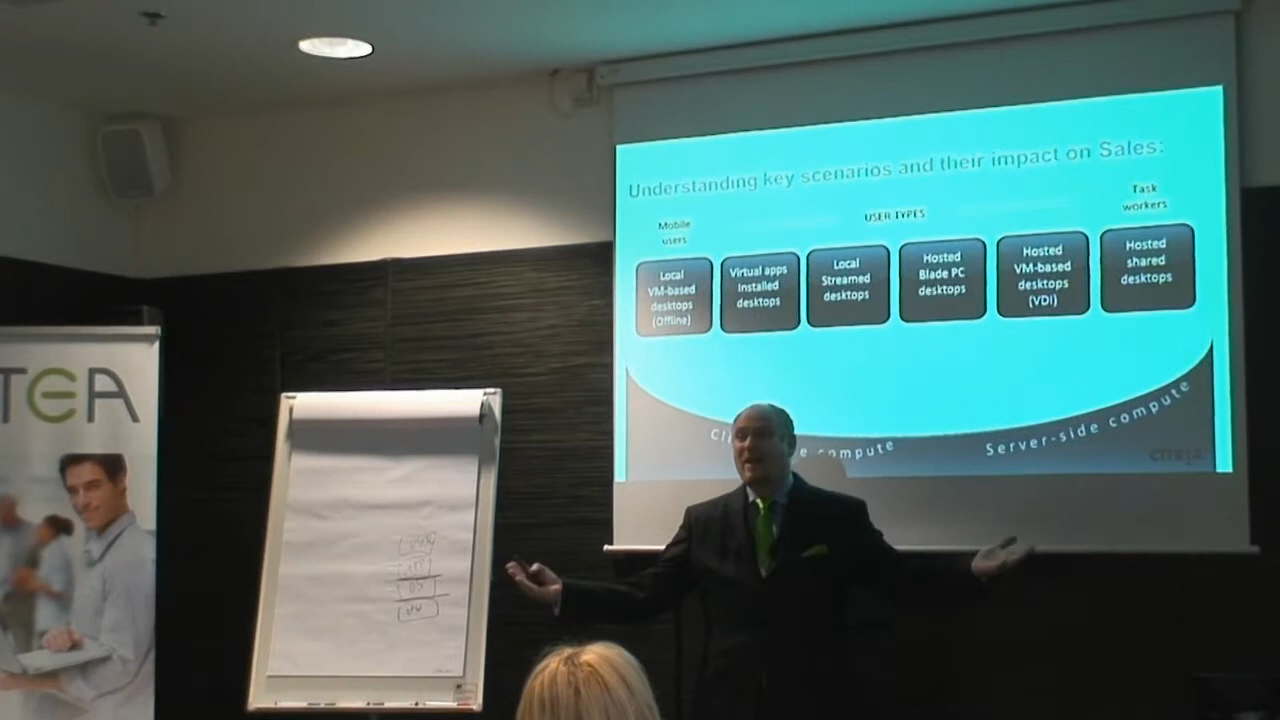 Understanding key scenarios and their impact on Sales:
Mobile
users
USER TYPES
Task
workers
Local
VM-based
desktops
(Offline)
Virtual apps
Installed
desktops
Local
Streamed
desktops
Hosted
Blade PC
desktops
Hosted
VM-based
desktops
(VDI)
Hosted
shared
desktops
compute
Server-side compute
CITRIX
TEA
OS